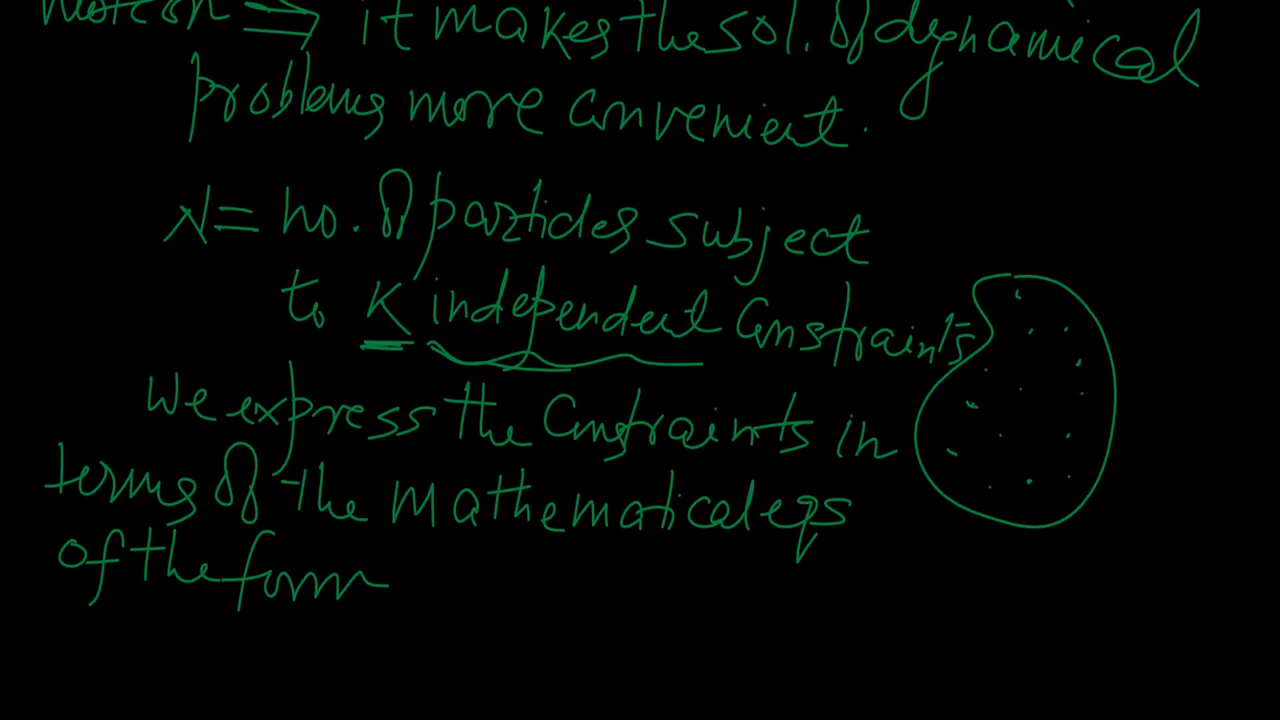 ⇒ it makes the sol. of dynamical
problems more convenient.
N = no. of particles subject
to K independent Constraints
We express the Constraints in
terms of the mathematical eqs
of the form